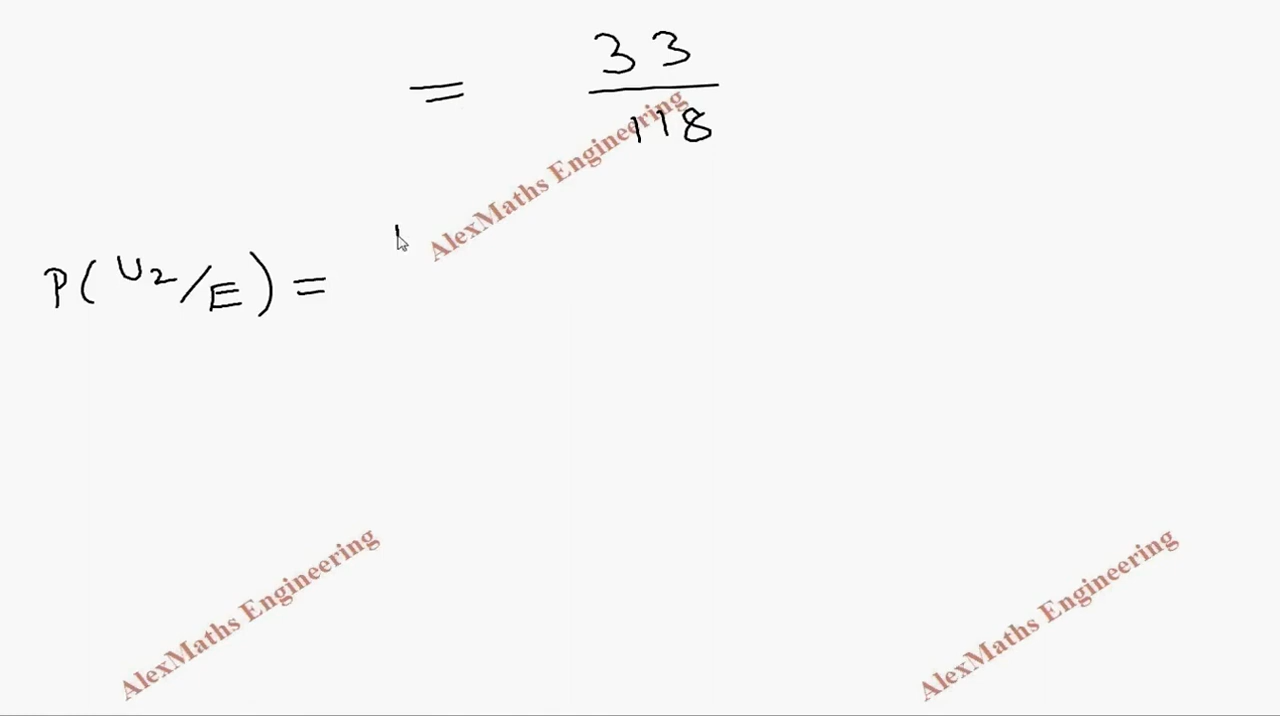 = 33/118
P(U2/E) =
AlexMaths Engineering
AlexMaths Engineering
AlexMaths Engineering